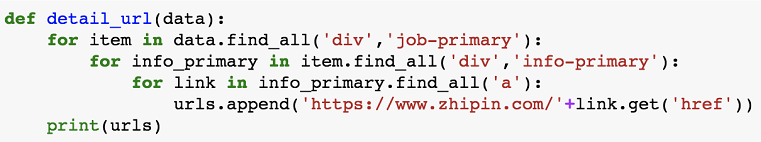 def detail_url(data):
    for item in data.find_all('div','job-primary'):
        for info_primary in item.find_all('div','info-primary'):
            for link in info_primary.find_all('a'):
                urls.append('https://www.zhipin.com/'+link.get('href'))
    print(urls)